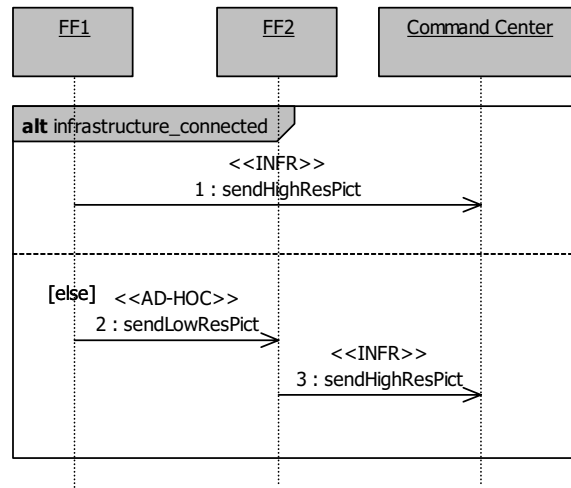 FF1
FF2
Command Center
alt infrastructure_connected
<<INFR>>
1 : sendHighResPict
[else]
<<AD-HOC>>
2 : sendLowResPict
<<INFR>>
3 : sendHighResPict